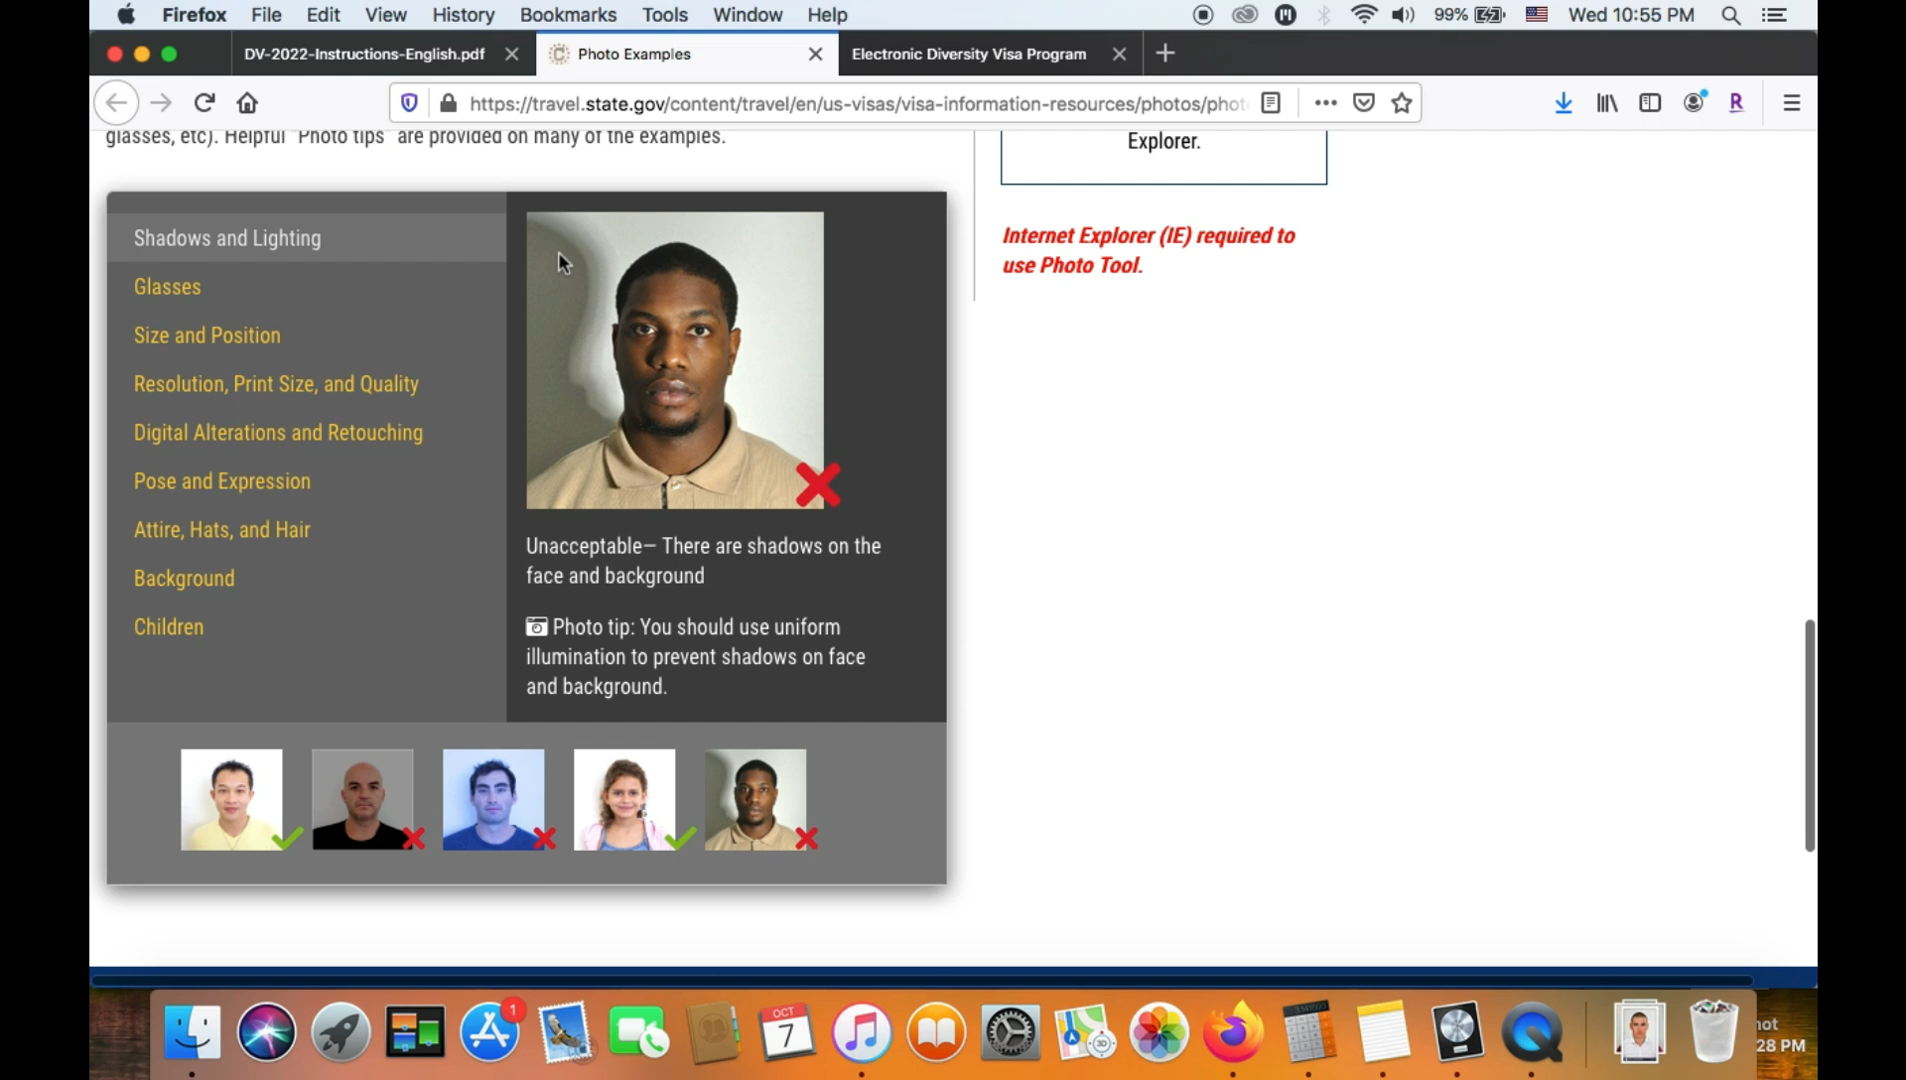 Firefox File Edit View History Bookmarks Tools Window Help 99% Wed 10:55 PM
DV-2022-Instructions-English.pdf Photo Examples Electronic Diversity Visa Program
https://travel.state.gov/content/travel/en/us-visas/visa-information-resources/photos/phot
glasses, etc). Helpful "Photo tips" are provided on many of the examples.
Explorer.
Internet Explorer (IE) required to
use Photo Tool.
Shadows and Lighting
Glasses
Size and Position
Resolution, Print Size, and Quality
Digital Alterations and Retouching
Pose and Expression
Attire, Hats, and Hair
Background
Children
Unacceptable– There are shadows on the
face and background
Photo tip: You should use uniform
illumination to prevent shadows on face
and background.
1
OCT
7
3D
28 PM